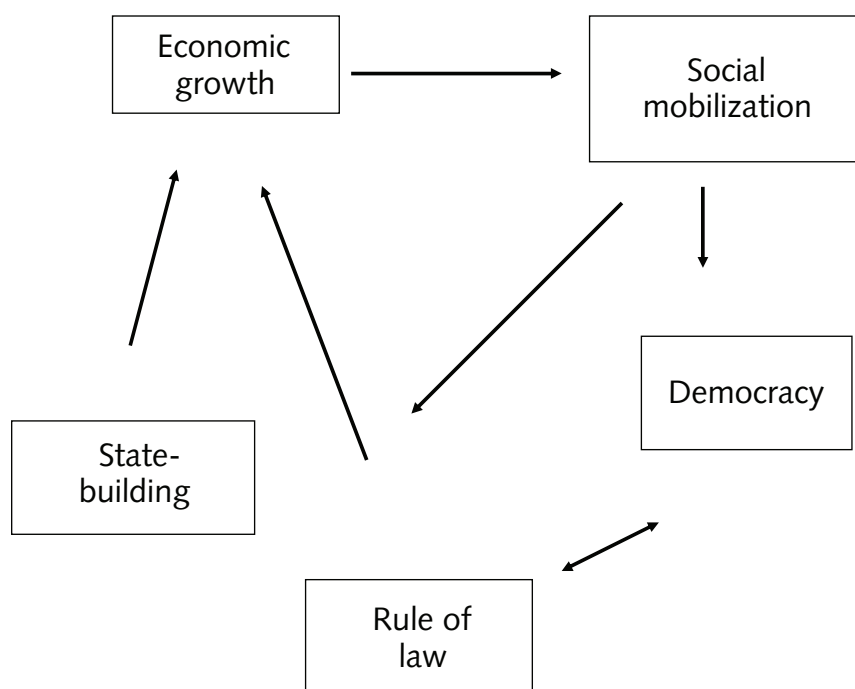 Economic
growth
Social
mobilization
Democracy
State-
building
Rule of
law